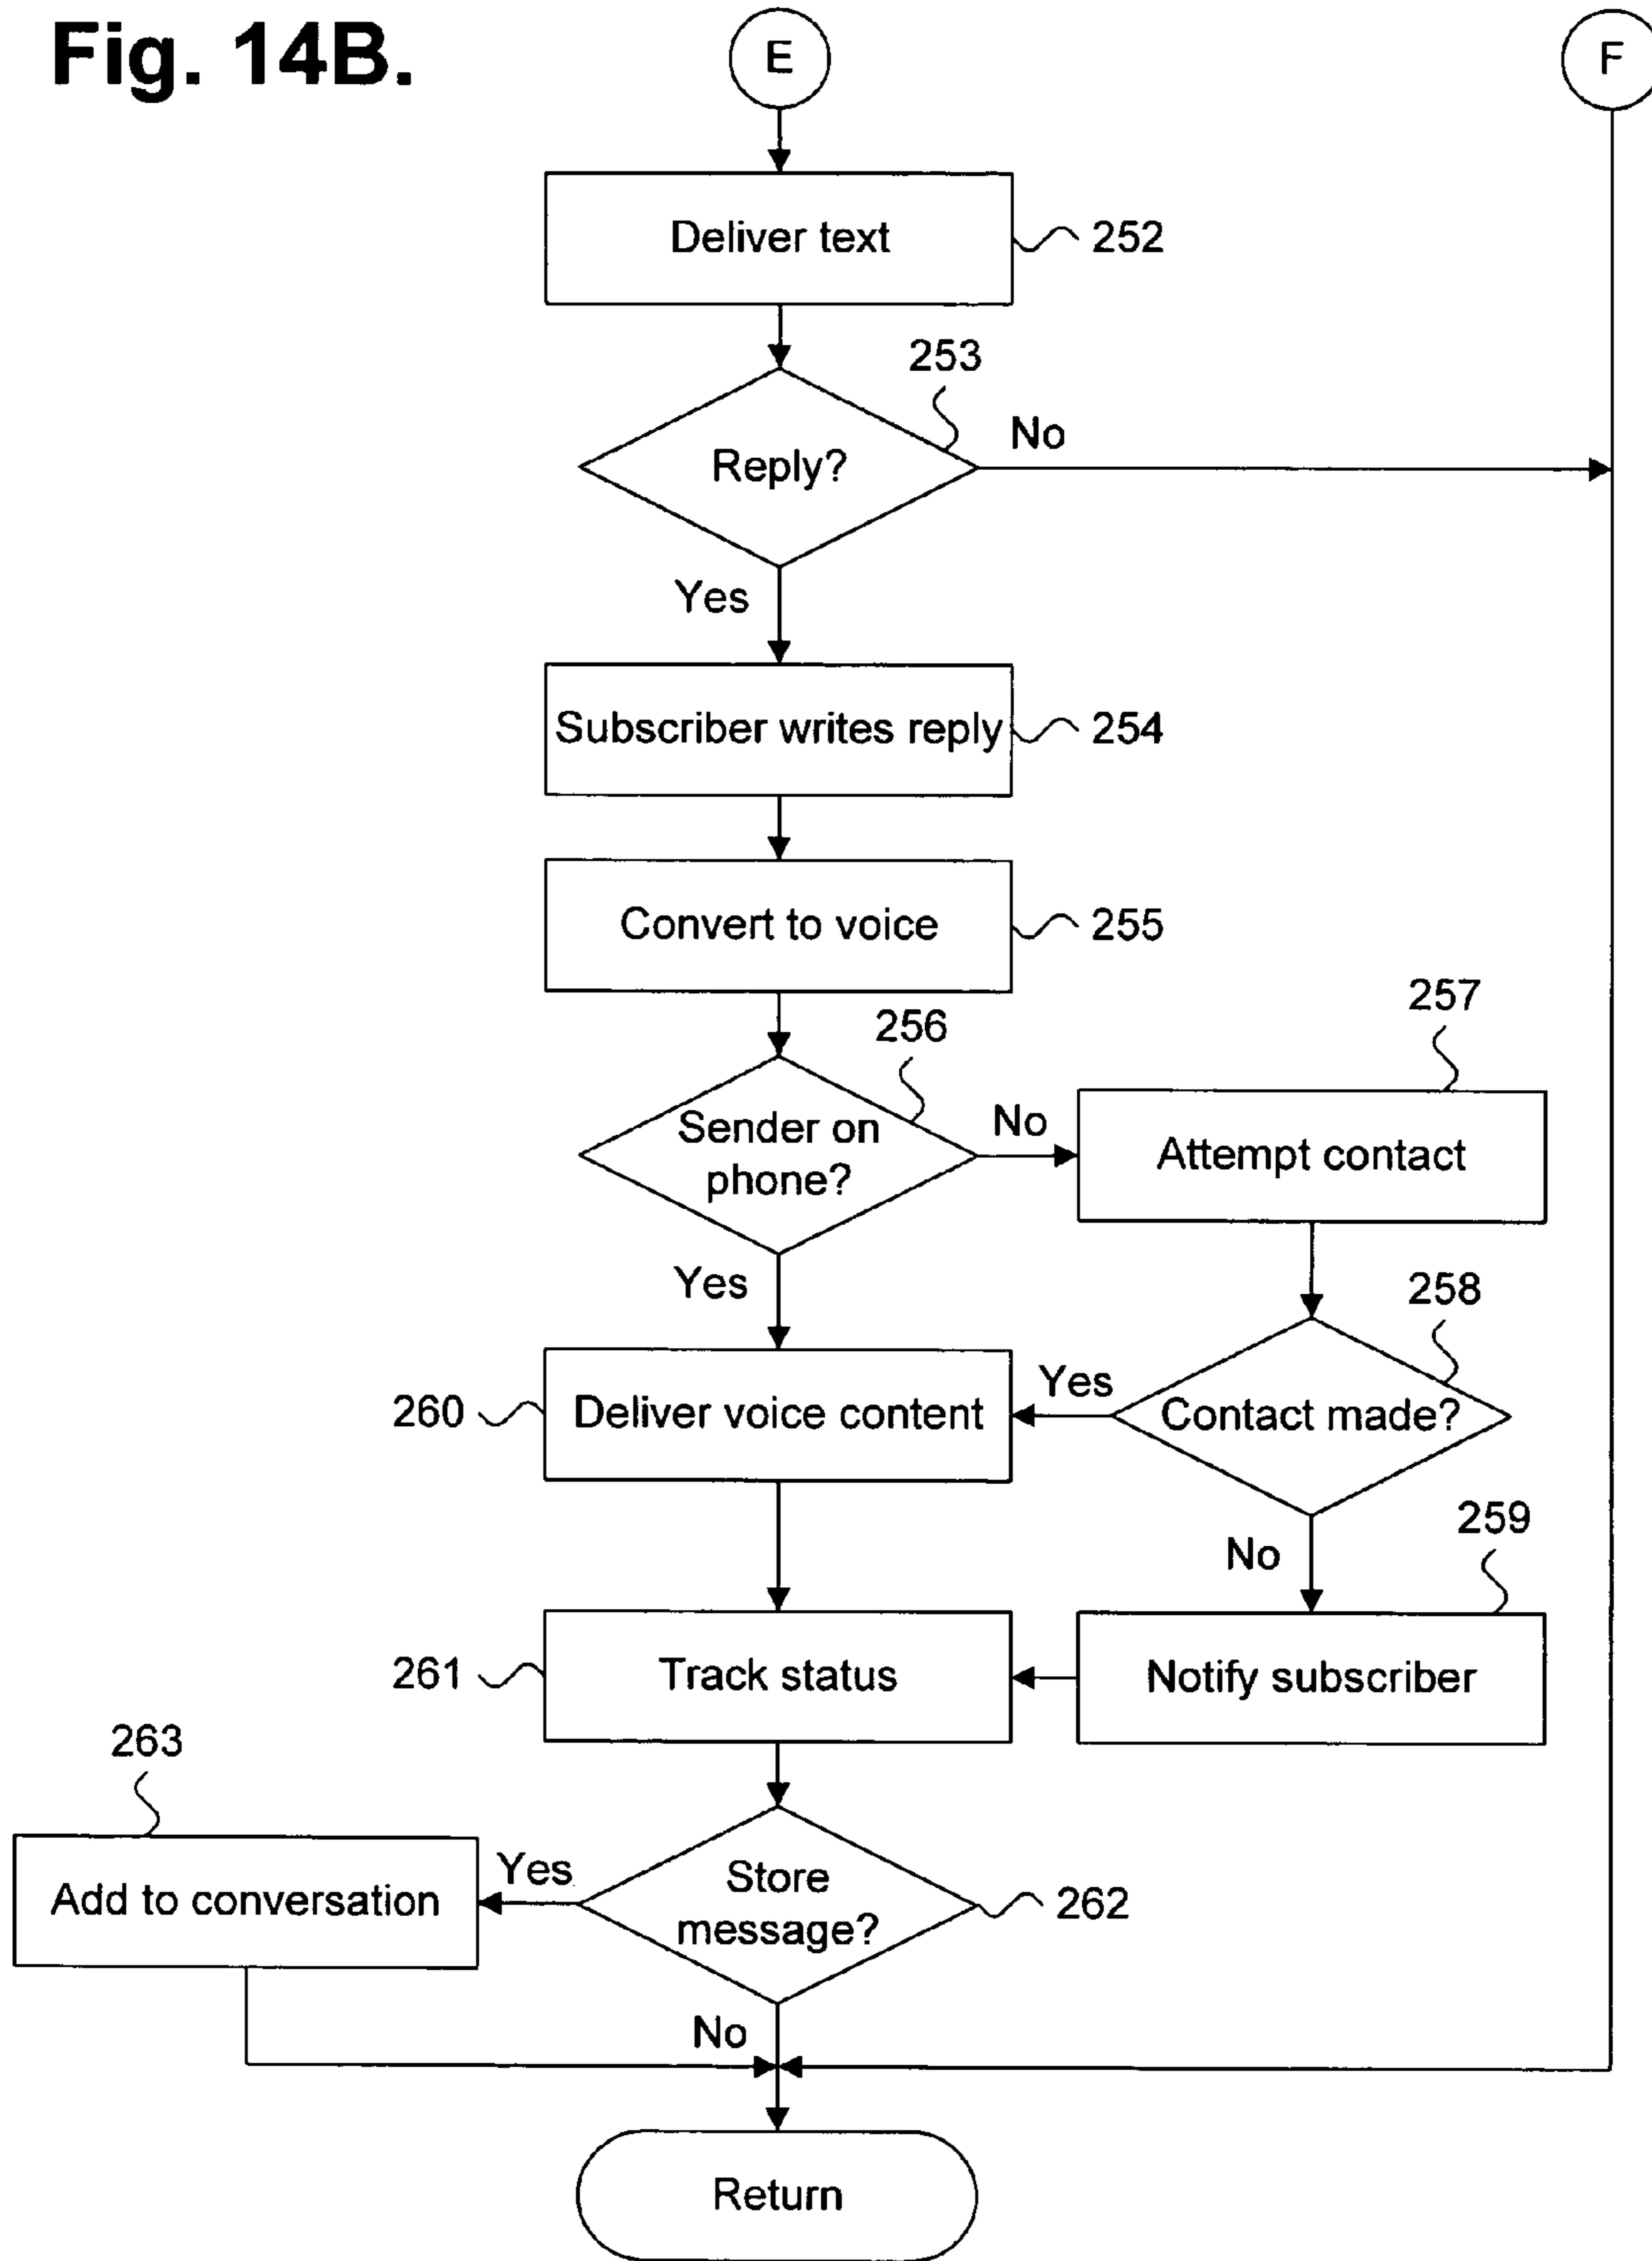 Fig. 14B.
E
F
Deliver text
252
253
Reply?
No
Yes
Subscriber writes reply
254
Convert to voice
255
256
257
Sender on
phone?
No
Attempt contact
Yes
258
260
Deliver voice content
Yes
Contact made?
No
259
261
Track status
Notify subscriber
263
Add to conversation
Yes
Store
message?
262
No
Return